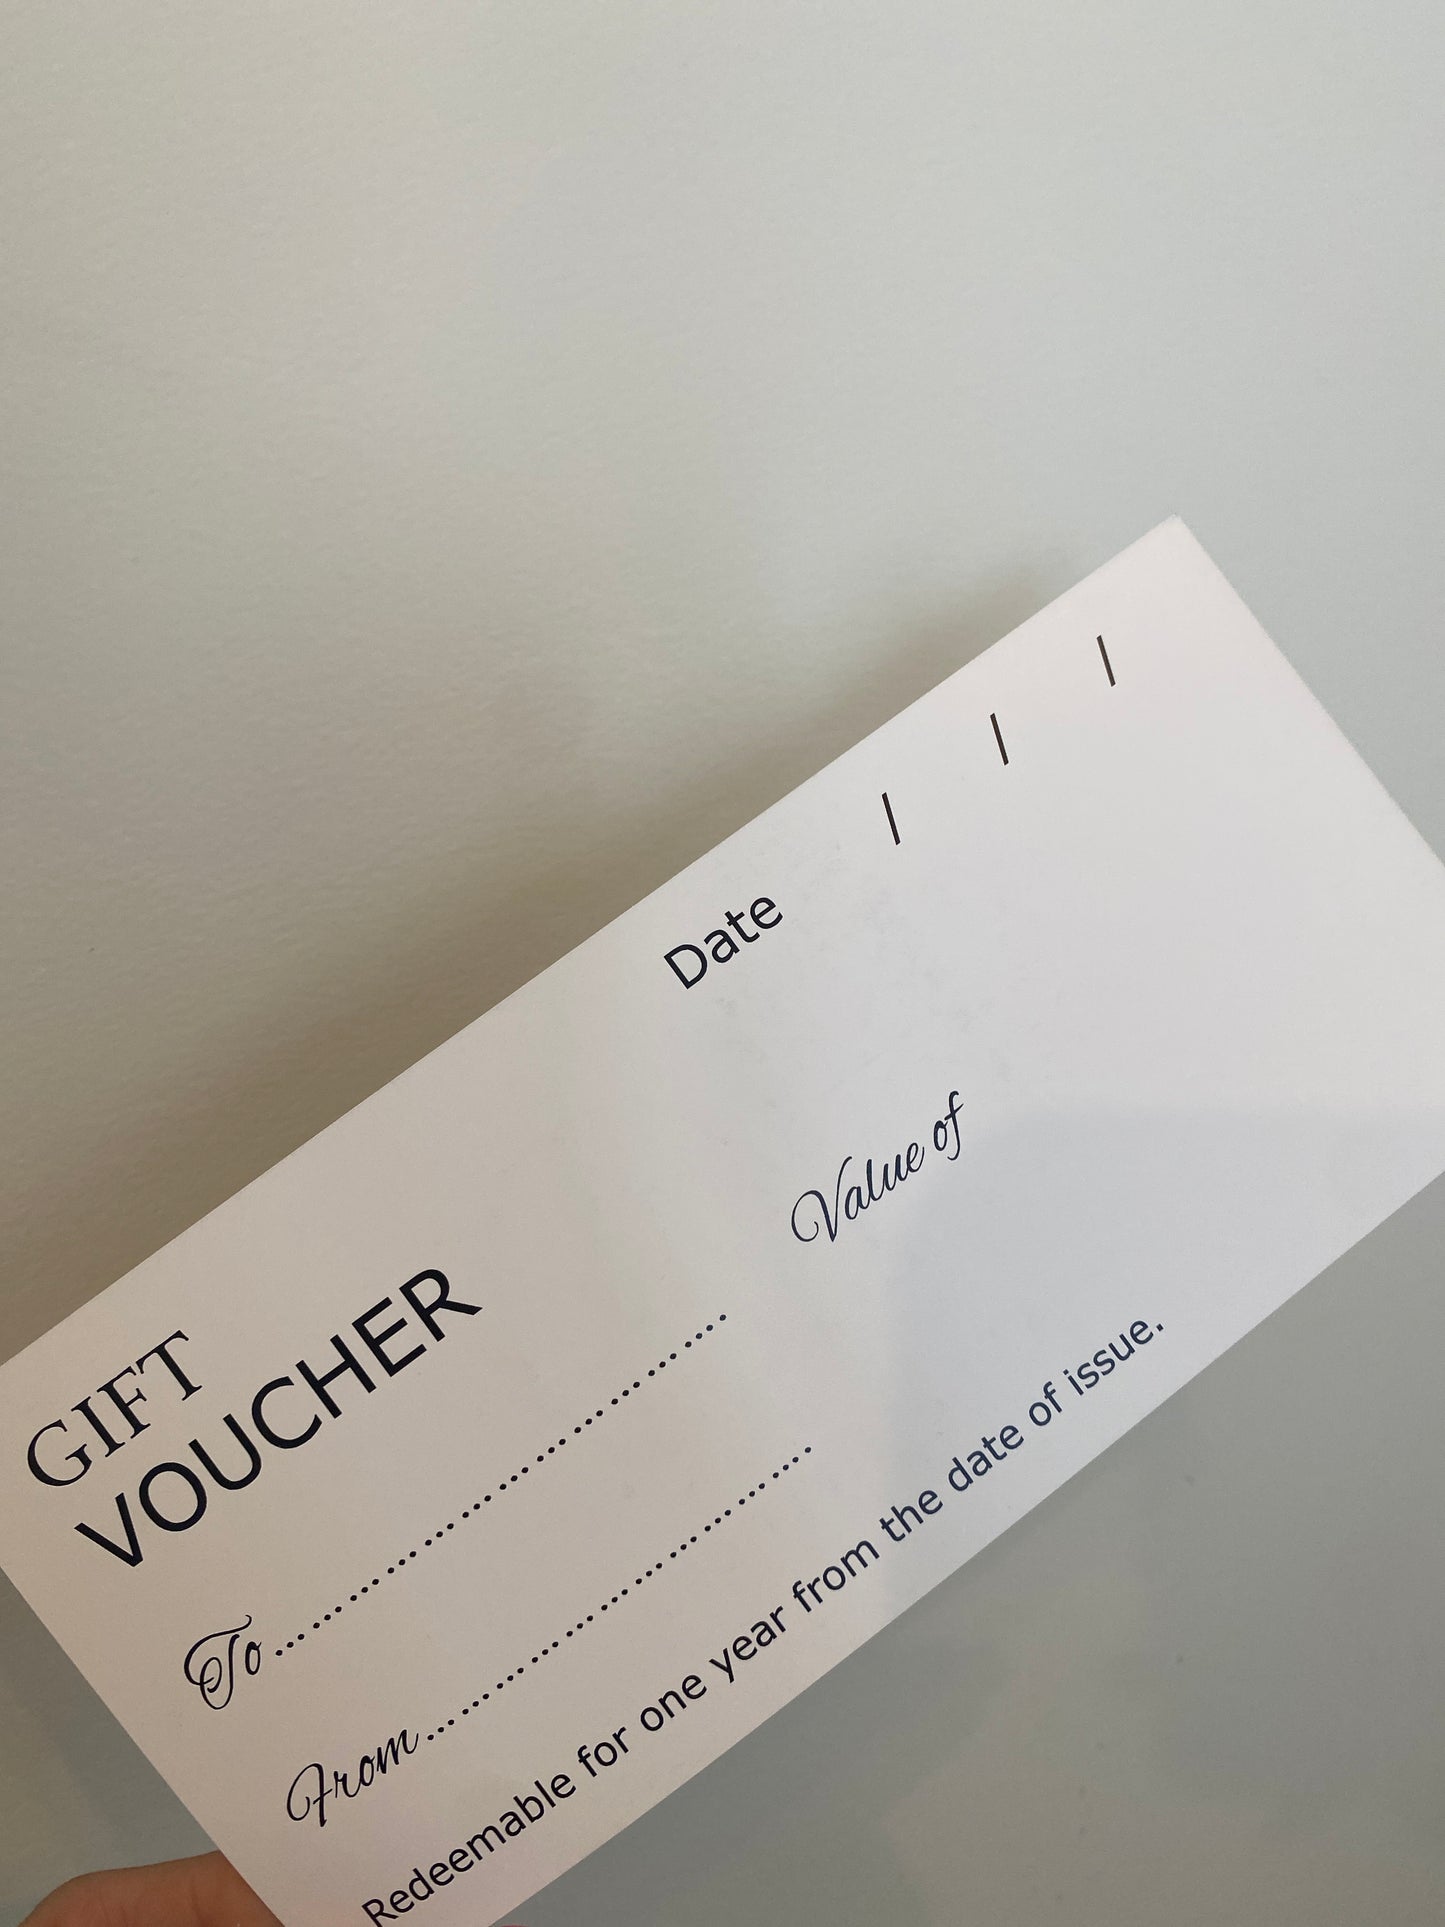 GIFT
VOUCHER
Date / / /
To..............................................
Value of
From..............................................
Redeemable for one year from the date of issue.